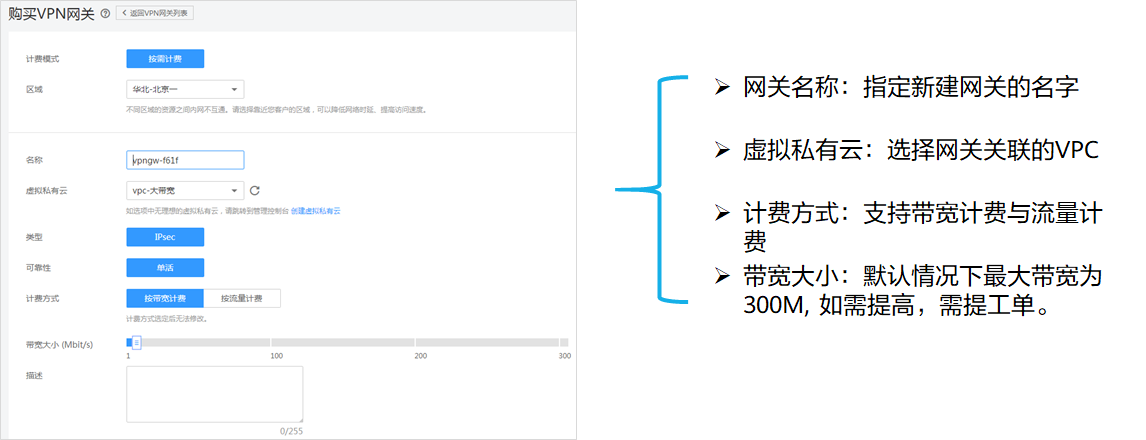 购买VPN网关 ? < 返回VPN网关列表
计费模式 按需计费
区域 华北-北京一
不同区域的资源之间内网不互通。请选择靠近您客户的区域，可以降低网络时延、提高访问速度。
名称 vpngw-f61f
虚拟私有云 vpc-大带宽
如选项中无理想的虚拟私有云，请跳转到管理控制台 创建虚拟私有云
类型 IPsec
可靠性 单活
计费方式 按带宽计费 按流量计费
计费方式选定后无法修改。
带宽大小 (Mbit/s)
1 100 200 300
描述
0/255
➢ 网关名称：指定新建网关的名字
➢ 虚拟私有云：选择网关关联的VPC
➢ 计费方式：支持带宽计费与流量计
费
➢ 带宽大小：默认情况下最大带宽为
300M, 如需提高，需提工单。